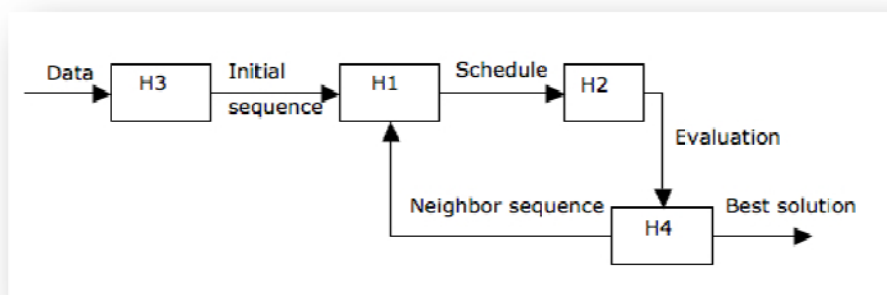 Data
H3
Initial
sequence
H1
Schedule
H2
Evaluation
Neighbor sequence
H4
Best solution